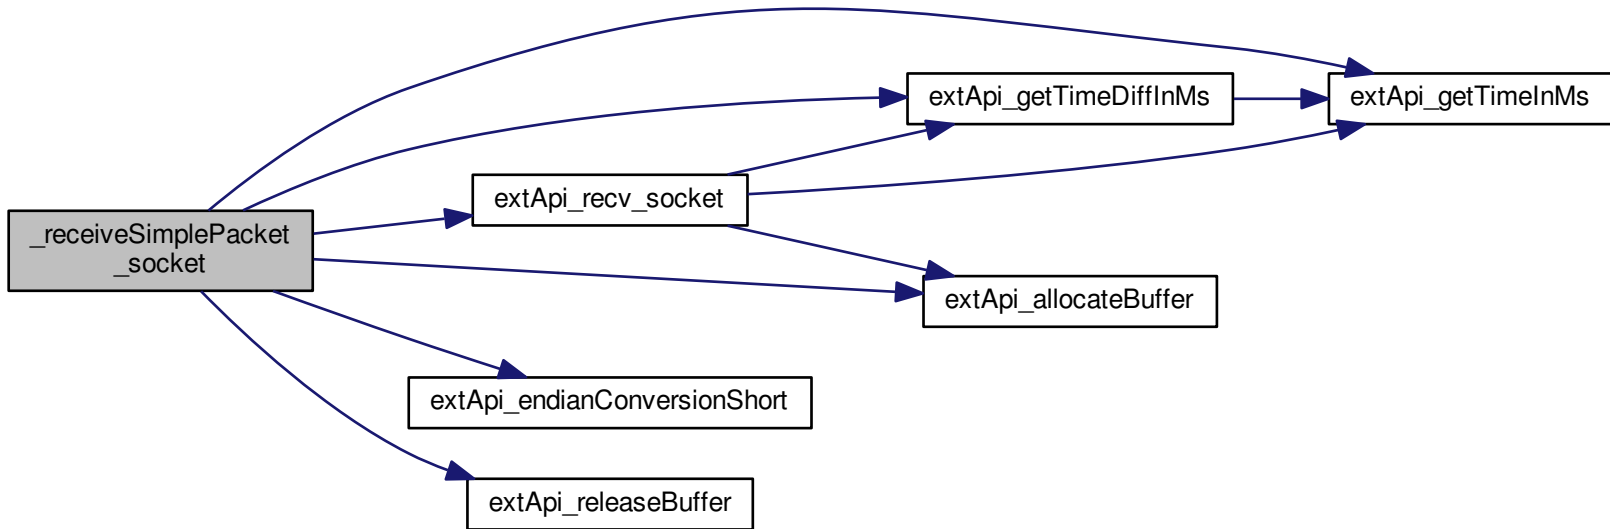 _receiveSimplePacket
_socket
extApi_getTimeDiffInMs
extApi_getTimeInMs
extApi_recv_socket
extApi_allocateBuffer
extApi_endianConversionShort
extApi_releaseBuffer